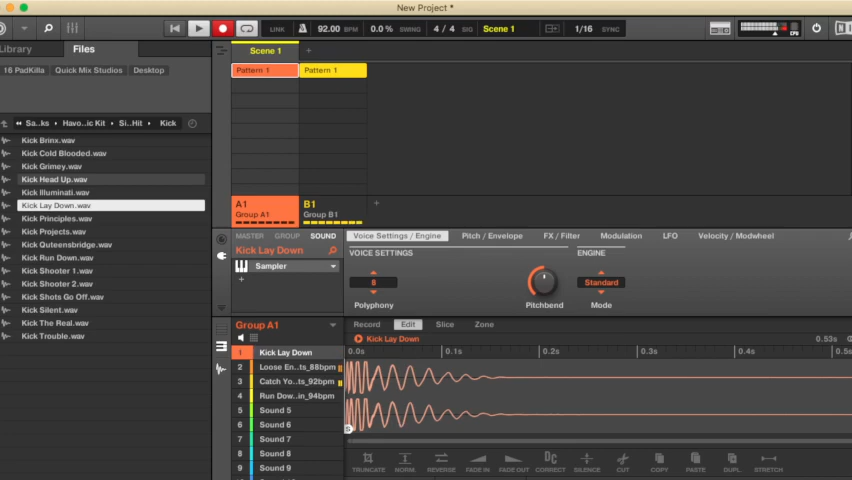 New Project *
LINK 92.00 BPM 0.0 % SWING 4 / 4 SIG Scene 1 1/16 SYNC
CPU
Library Files
Scene 1 +
16 PadKilla Quick Mix Studios Desktop
Pattern 1 Pattern 1
Sa..ks Havo..ic Kit Si..Hit Kick
Kick Brinx.wav
Kick Cold Blooded.wav
Kick Grimey.wav
Kick Head Up.wav
Kick Illuminati.wav
Kick Lay Down.wav
Kick Principles.wav
Kick Projects.wav
Kick Quteensbridge.wav
Kick Run Down.wav
Kick Shooter 1.wav
Kick Shooter 2.wav
Kick Shots Go Off.wav
Kick Silent.wav
Kick The Real.wav
Kick Trouble.wav
A1 B1 +
Group A1 Group B1
MASTER GROUP SOUND
Voice Settings / Engine Pitch / Envelope FX / Filter Modulation LFO Velocity / Modwheel
Kick Lay Down
VOICE SETTINGS ENGINE
Sampler
+
8 Standard
Polyphony Pitchbend Mode
Group A1
Record Edit Slice Zone
Kick Lay Down 0.53s
0.0s 0.1s 0.2s 0.3s 0.4s 0.5s
1 Kick Lay Down
2 Loose En..ts_88bpm
3 Catch Yo..ts_92bpm
4 Run Dow..in_94bpm
5 Sound 5
6 Sound 6
7 Sound 7
8 Sound 8
9 Sound 9
S
TRUNCATE NORM. REVERSE FADE IN FADE OUT DC CORRECT SILENCE CUT COPY PASTE DUPL. STRETCH